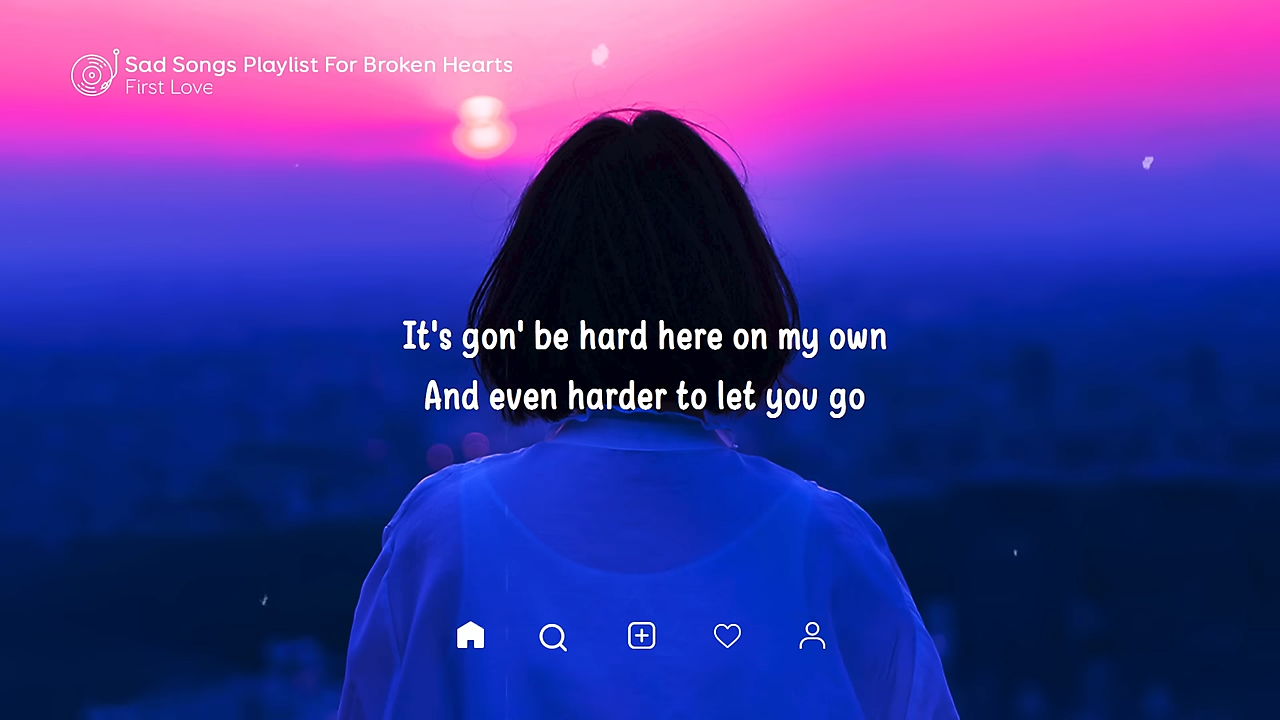 Sad Songs Playlist For Broken Hearts
First Love
It's gon' be hard here on my own
And even harder to let you go